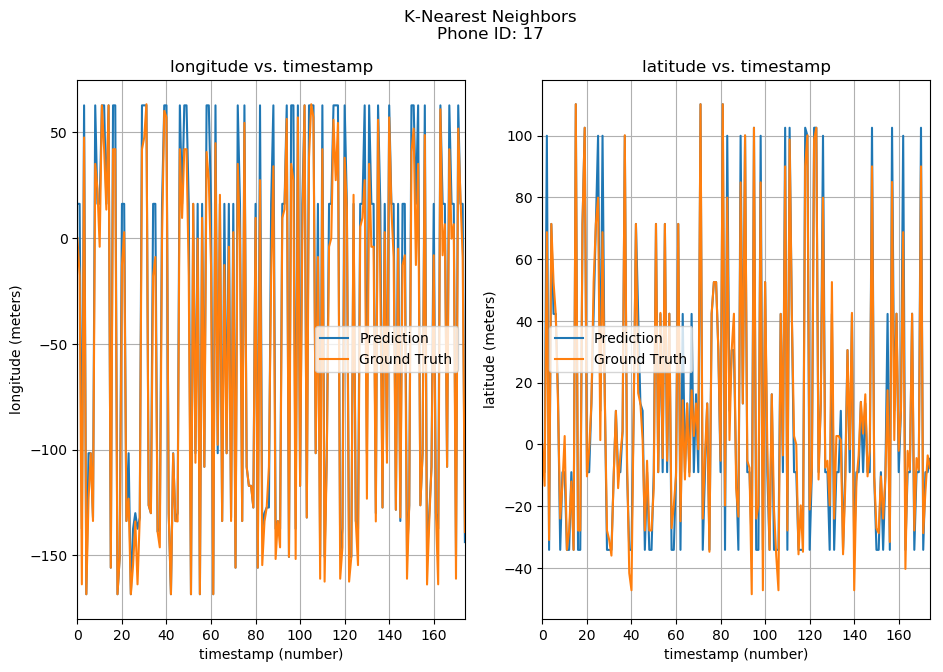 K-Nearest Neighbors
Phone ID: 17
longitude vs. timestamp
longitude (meters)
50
0
−50
−100
−150
Prediction
Ground Truth
0 20 40 60 80 100 120 140 160
timestamp (number)
latitude vs. timestamp
latitude (meters)
100
80
60
40
20
0
−20
−40
Prediction
Ground Truth
0 20 40 60 80 100 120 140 160
timestamp (number)